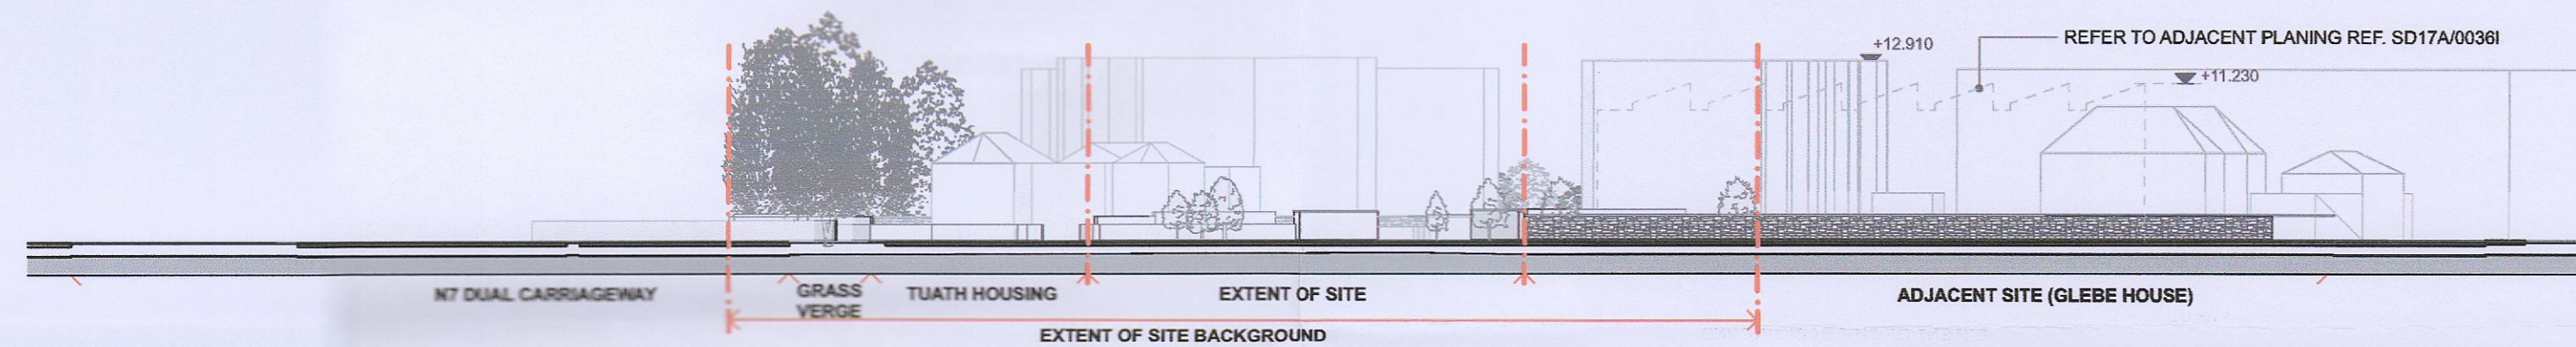 REFER TO ADJACENT PLANING REF. SD17A/0036I
+12.910
+11.230
N7 DUAL CARRIAGEWAY
GRASS
VERGE
TUATH HOUSING
EXTENT OF SITE
ADJACENT SITE (GLEBE HOUSE)
EXTENT OF SITE BACKGROUND